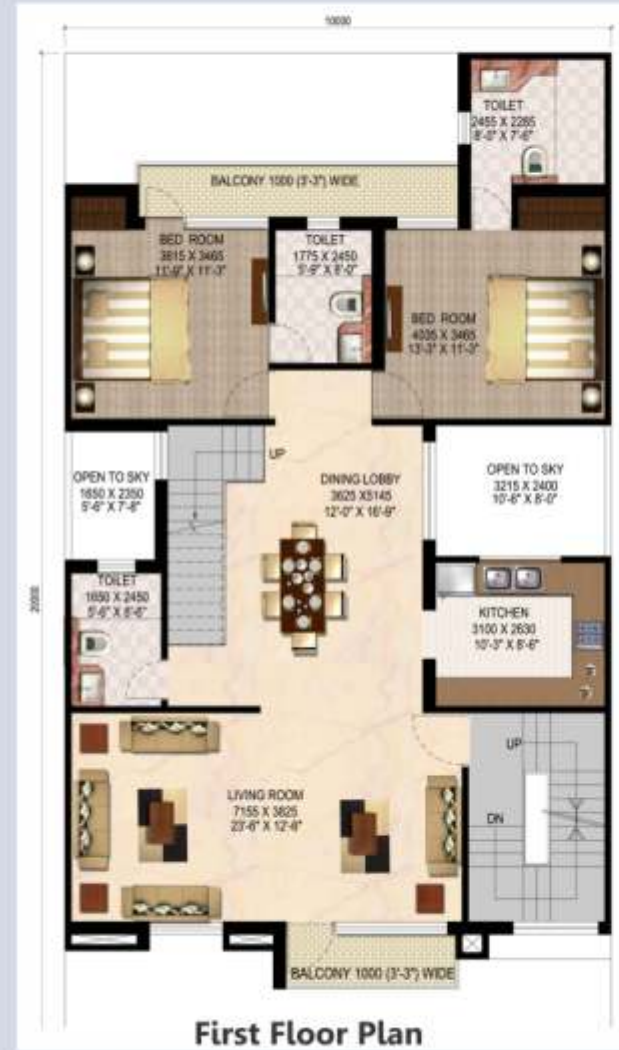 10000
TOILET
2455 X 2285
8'-0" X 7'-6"
BALCONY 1000 (3'-3") WIDE
BED ROOM
3615 X 3465
11'-9" X 11'-3"
TOILET
1775 X 2450
5'-9" X 8'-0"
BED ROOM
4035 X 3465
13'-3" X 11'-3"
UP
OPEN TO SKY
1650 X 2350
5'-6" X 7'-8"
DINING LOBBY
3625 X5145
12'-0" X 16'-9"
OPEN TO SKY
3215 X 2400
10'-6" X 8'-0"
TOILET
1650 X 2450
5'-6" X 8'-6"
20000
KITCHEN
3100 X 2630
10'-3" X 8'-6"
UP
LIVING ROOM
7155 X 3825
23'-6" X 12'-6"
DN
BALCONY 1000 (3'-3") WIDE
First Floor Plan